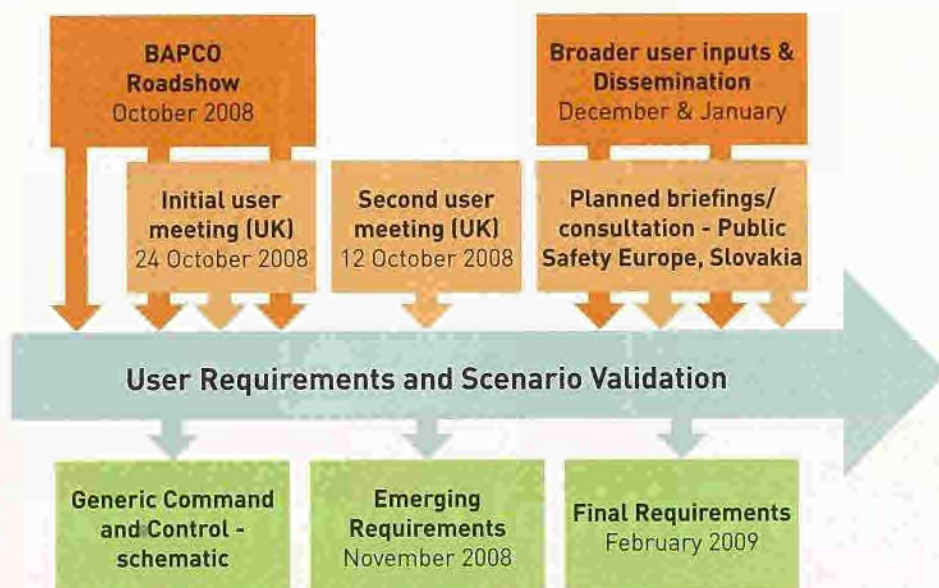 BAPCO
Roadshow
October 2008
Broader user inputs &
Dissemination
December & January
Initial user
meeting (UK)
24 October 2008
Second user
meeting (UK)
12 October 2008
Planned briefings/
consultation - Public
Safety Europe, Slovakia
User Requirements and Scenario Validation
Generic Command
and Control -
schematic
Emerging
Requirements
November 2008
Final Requirements
February 2009